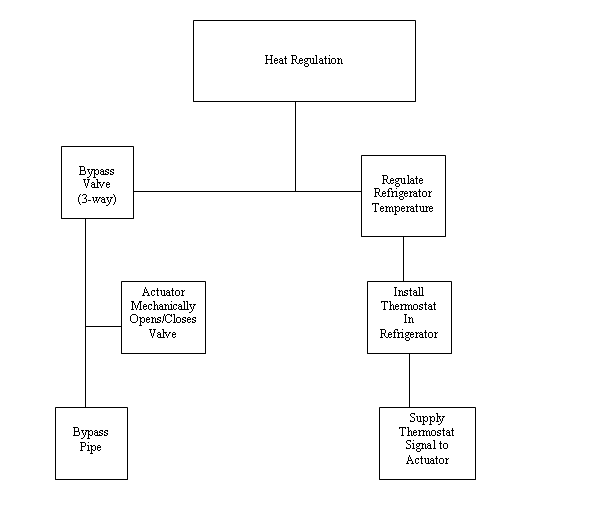 Heat Regulation
Bypass
Valve
(3-way)
Regulate
Refrigerator
Temperature
Actuator
Mechanically
Opens/Closes
Valve
Install
Thermostat
In
Refrigerator
Bypass
Pipe
Supply
Thermostat
Signal to
Actuator